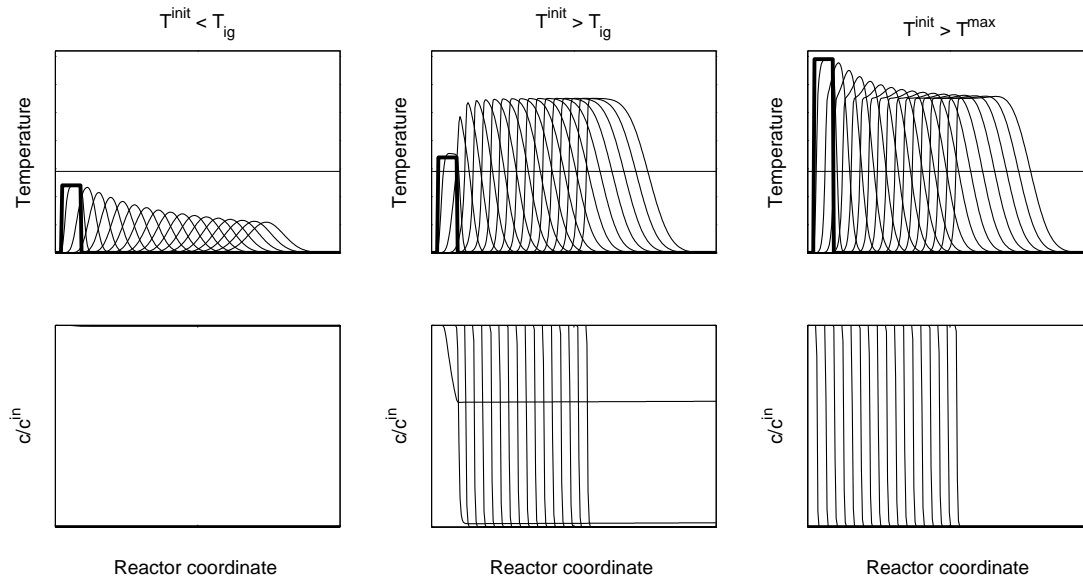 T^init < T_ig
T^init > T_ig
T^init > T^max
Temperature
Temperature
Temperature
c/c^in
c/c^in
c/c^in
Reactor coordinate
Reactor coordinate
Reactor coordinate